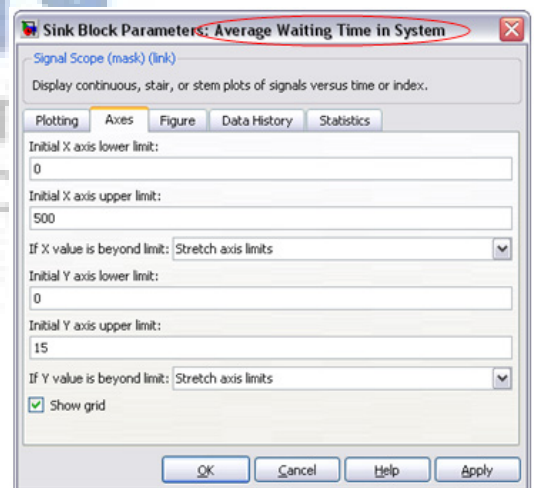 Sink Block Parameters: Average Waiting Time in System
Signal Scope (mask) (link)
Display continuous, stair, or stem plots of signals versus time or index.
Plotting Axes Figure Data History Statistics
Initial X axis lower limit:
0
Initial X axis upper limit:
500
If X value is beyond limit: Stretch axis limits
Initial Y axis lower limit:
0
Initial Y axis upper limit:
15
If Y value is beyond limit: Stretch axis limits
Show grid
OK Cancel Help Apply